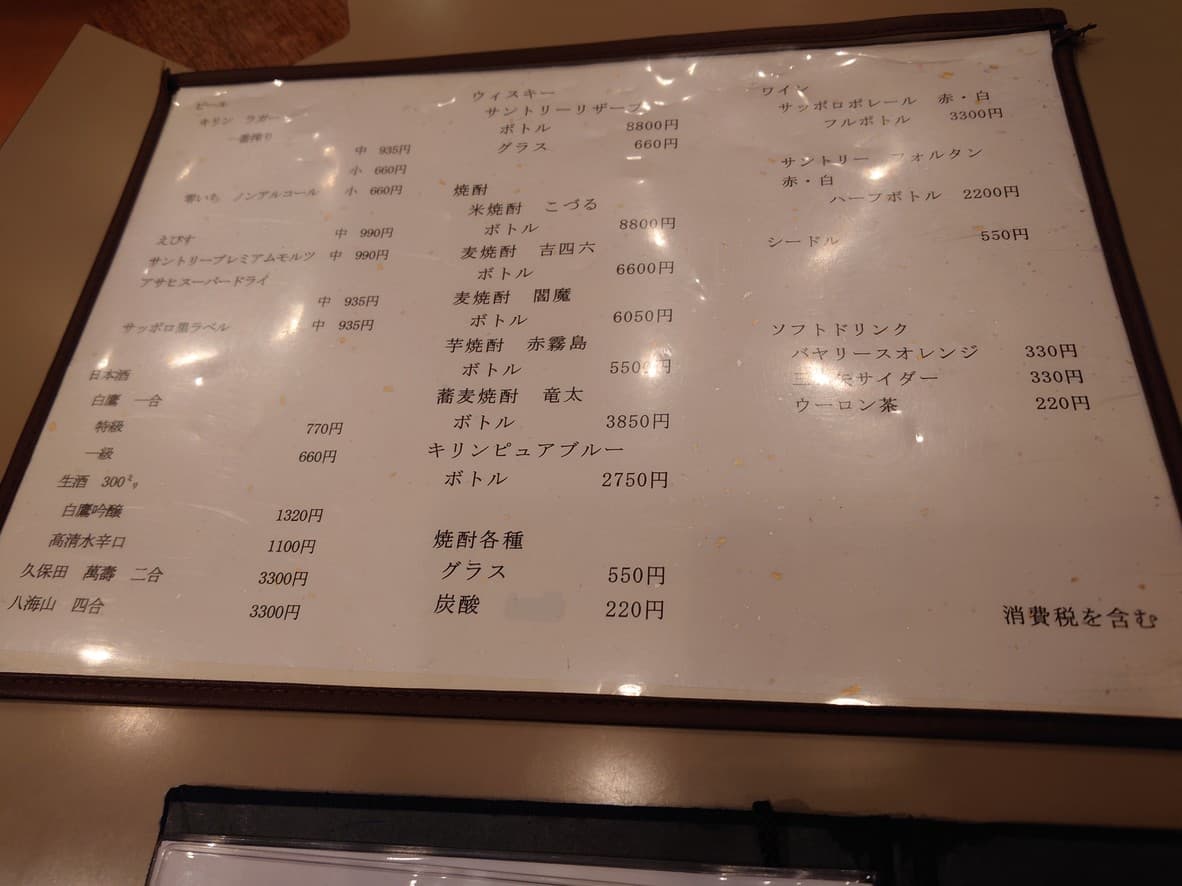 ビール
キリン ラガー
一番搾り
中 935円
小 660円
零いち ノンアルコール 小 660円
えびす 中 990円
サントリープレミアムモルツ 中 990円
アサヒスーパードライ
中 935円
サッポロ黒ラベル 中 935円
日本酒
白鷹 一合
特級 770円
一級 660円
生酒 300㍉
白鷹吟醸 1320円
高清水辛口 1100円
久保田 萬壽 二合 3300円
八海山 四合 3300円
ウィスキー
サントリーリザーブ
ボトル 8800円
グラス 660円
焼酎
米焼酎 こづる
ボトル 8800円
麦焼酎 吉四六
ボトル 6600円
麦焼酎 閻魔
ボトル 6050円
芋焼酎 赤霧島
ボトル 5500円
蕎麦焼酎 竜太
ボトル 3850円
キリンピュアブルー
ボトル 2750円
焼酎各種
グラス 550円
炭酸 220円
ワイン
サッポロポレール 赤・白
フルボトル 3300円
サントリー フォルタン
赤・白
ハーフボトル 2200円
シードル 550円
ソフトドリンク
バヤリースオレンジ 330円
三ツ矢サイダー 330円
ウーロン茶 220円
消費税を含む